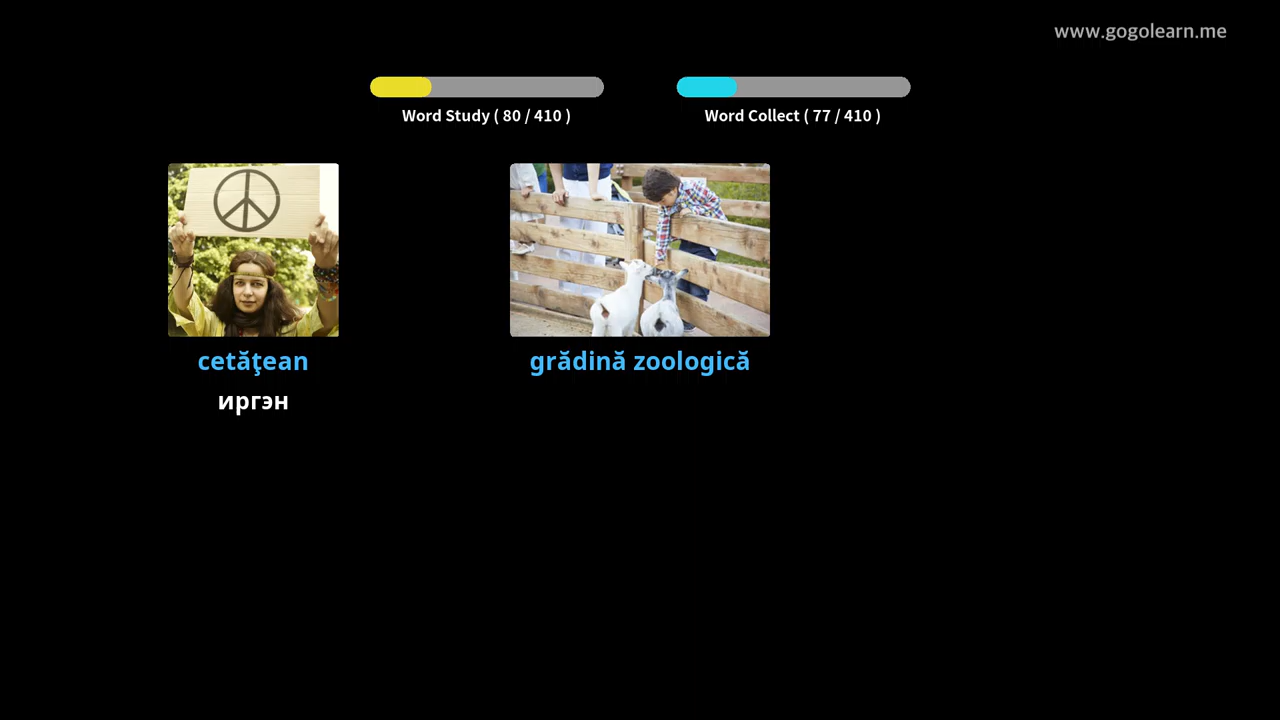 www.gogolearn.me
Word Study ( 80 / 410 )
Word Collect ( 77 / 410 )
cetăţean
иргэн
grădină zoologică